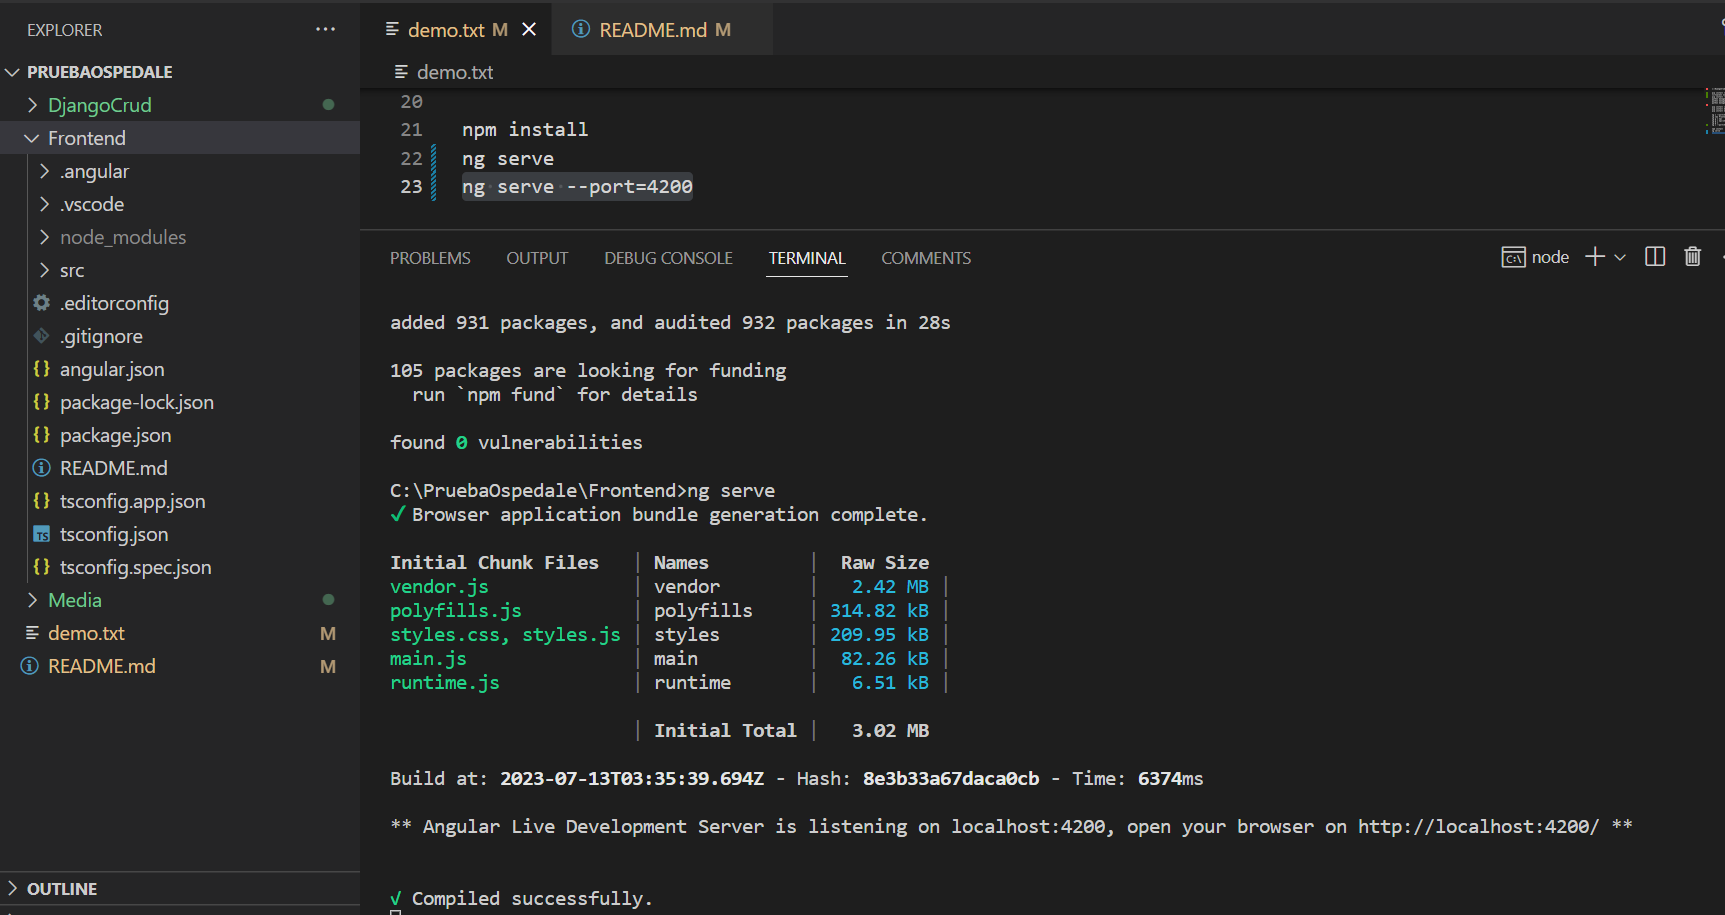 EXPLORER
PRUEBAOSPEDALE
DjangoCrud
Frontend
.angular
.vscode
node_modules
src
.editorconfig
.gitignore
angular.json
package-lock.json
package.json
README.md
tsconfig.app.json
tsconfig.json
tsconfig.spec.json
Media
demo.txt M
README.md M
OUTLINE
demo.txt M
README.md M
demo.txt
20
21 npm install
22 ng serve
23 ng serve --port=4200
PROBLEMS OUTPUT DEBUG CONSOLE TERMINAL COMMENTS
node
added 931 packages, and audited 932 packages in 28s
105 packages are looking for funding
run `npm fund` for details
found 0 vulnerabilities
C:\PruebaOspedale\Frontend>ng serve
✓ Browser application bundle generation complete.
Initial Chunk Files | Names | Raw Size
vendor.js | vendor | 2.42 MB |
polyfills.js | polyfills | 314.82 kB |
styles.css, styles.js | styles | 209.95 kB |
main.js | main | 82.26 kB |
runtime.js | runtime | 6.51 kB |
| Initial Total | 3.02 MB
Build at: 2023-07-13T03:35:39.694Z - Hash: 8e3b33a67daca0cb - Time: 6374ms
** Angular Live Development Server is listening on localhost:4200, open your browser on http://localhost:4200/ **
√ Compiled successfully.